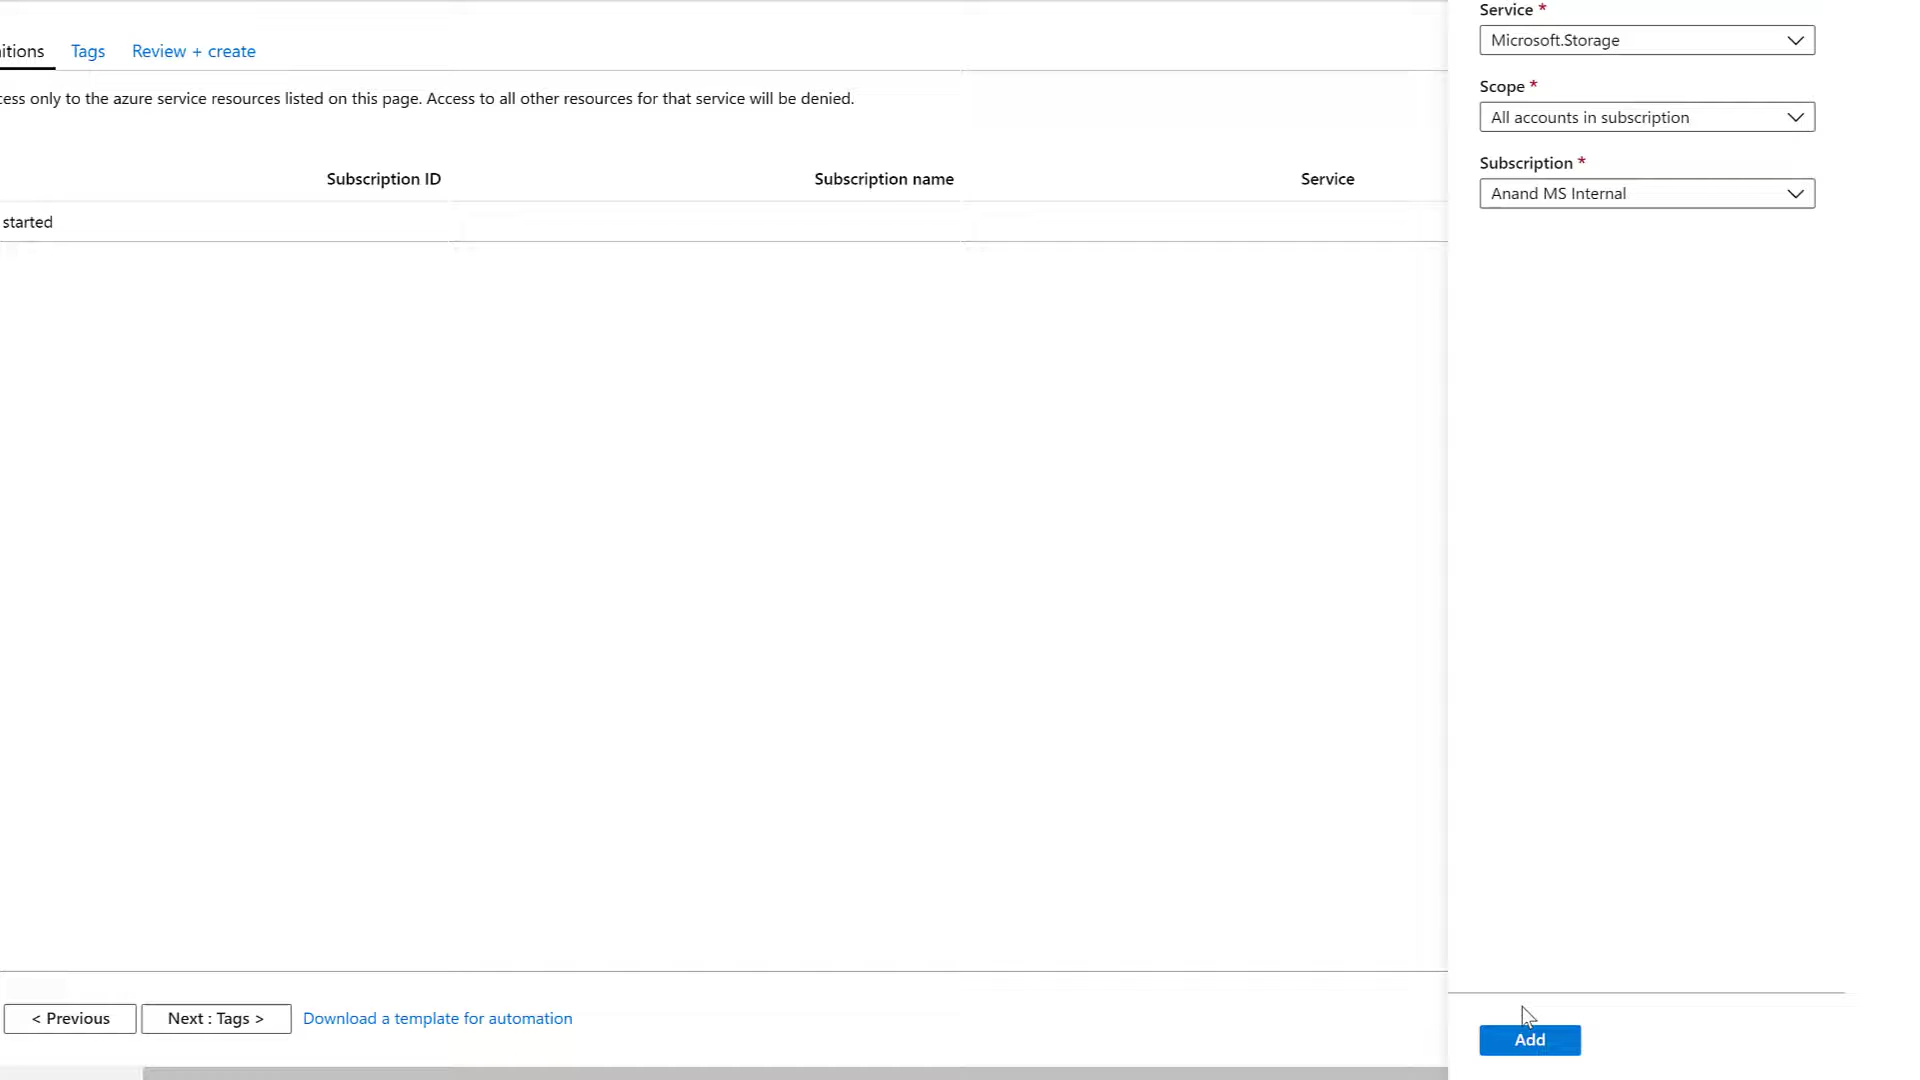 itions Tags Review + create
cess only to the azure service resources listed on this page. Access to all other resources for that service will be denied.
Subscription ID Subscription name Service
started
< Previous Next : Tags > Download a template for automation
Service *
Microsoft.Storage
Scope *
All accounts in subscription
Subscription *
Anand MS Internal
Add